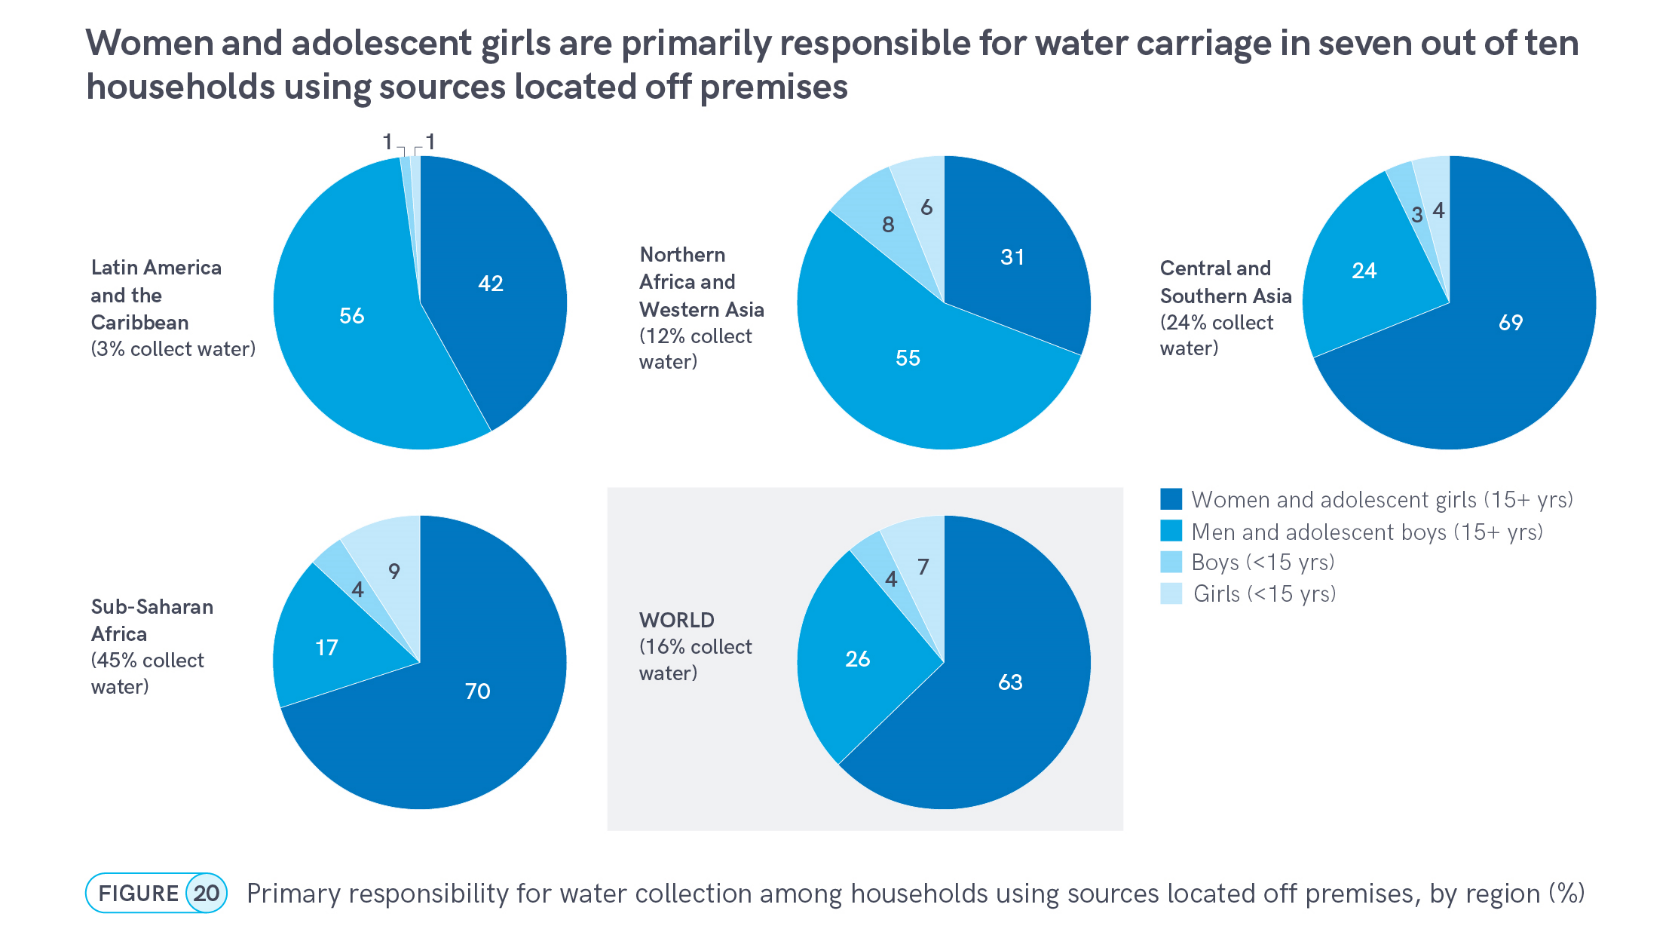 Women and adolescent girls are primarily responsible for water carriage in seven out of ten
households using sources located off premises
1 1
Latin America
and the
Caribbean
(3% collect water)
56
42
Northern
Africa and
Western Asia
(12% collect
water)
8
6
31
55
Central and
Southern Asia
(24% collect
water)
3
4
24
69
Sub-Saharan
Africa
(45% collect
water)
9
4
17
70
WORLD
(16% collect
water)
7
4
26
63
Women and adolescent girls (15+ yrs)
Men and adolescent boys (15+ yrs)
Boys (<15 yrs)
Girls (<15 yrs)
FIGURE 20 Primary responsibility for water collection among households using sources located off premises, by region (%)